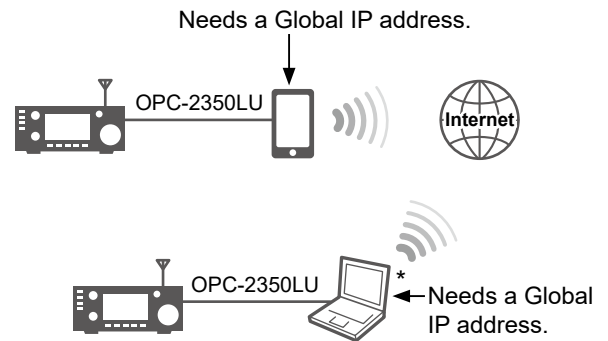 Needs a Global IP address.
OPC-2350LU
Internet
OPC-2350LU
*
Needs a Global
IP address.